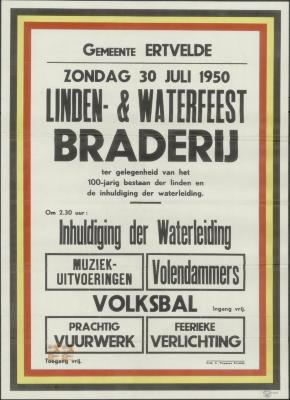 GEMEENTE ERTVELDE
ZONDAG 30 JULI 1950
LINDEN- & WATERFEEST
BRADERIJ
ter gelegenheid van het
100-jarig bestaan der linden en
de inhuldiging der waterleiding.
Om 2.30 uur :
Inhuldiging der Waterleiding
MUZIEK-
UITVOERINGEN
Volendammers
VOLKSBAL Ingang vrij.
PRACHTIG
VUURWERK
FEERIEKE
VERLICHTING
Toegang vrij.